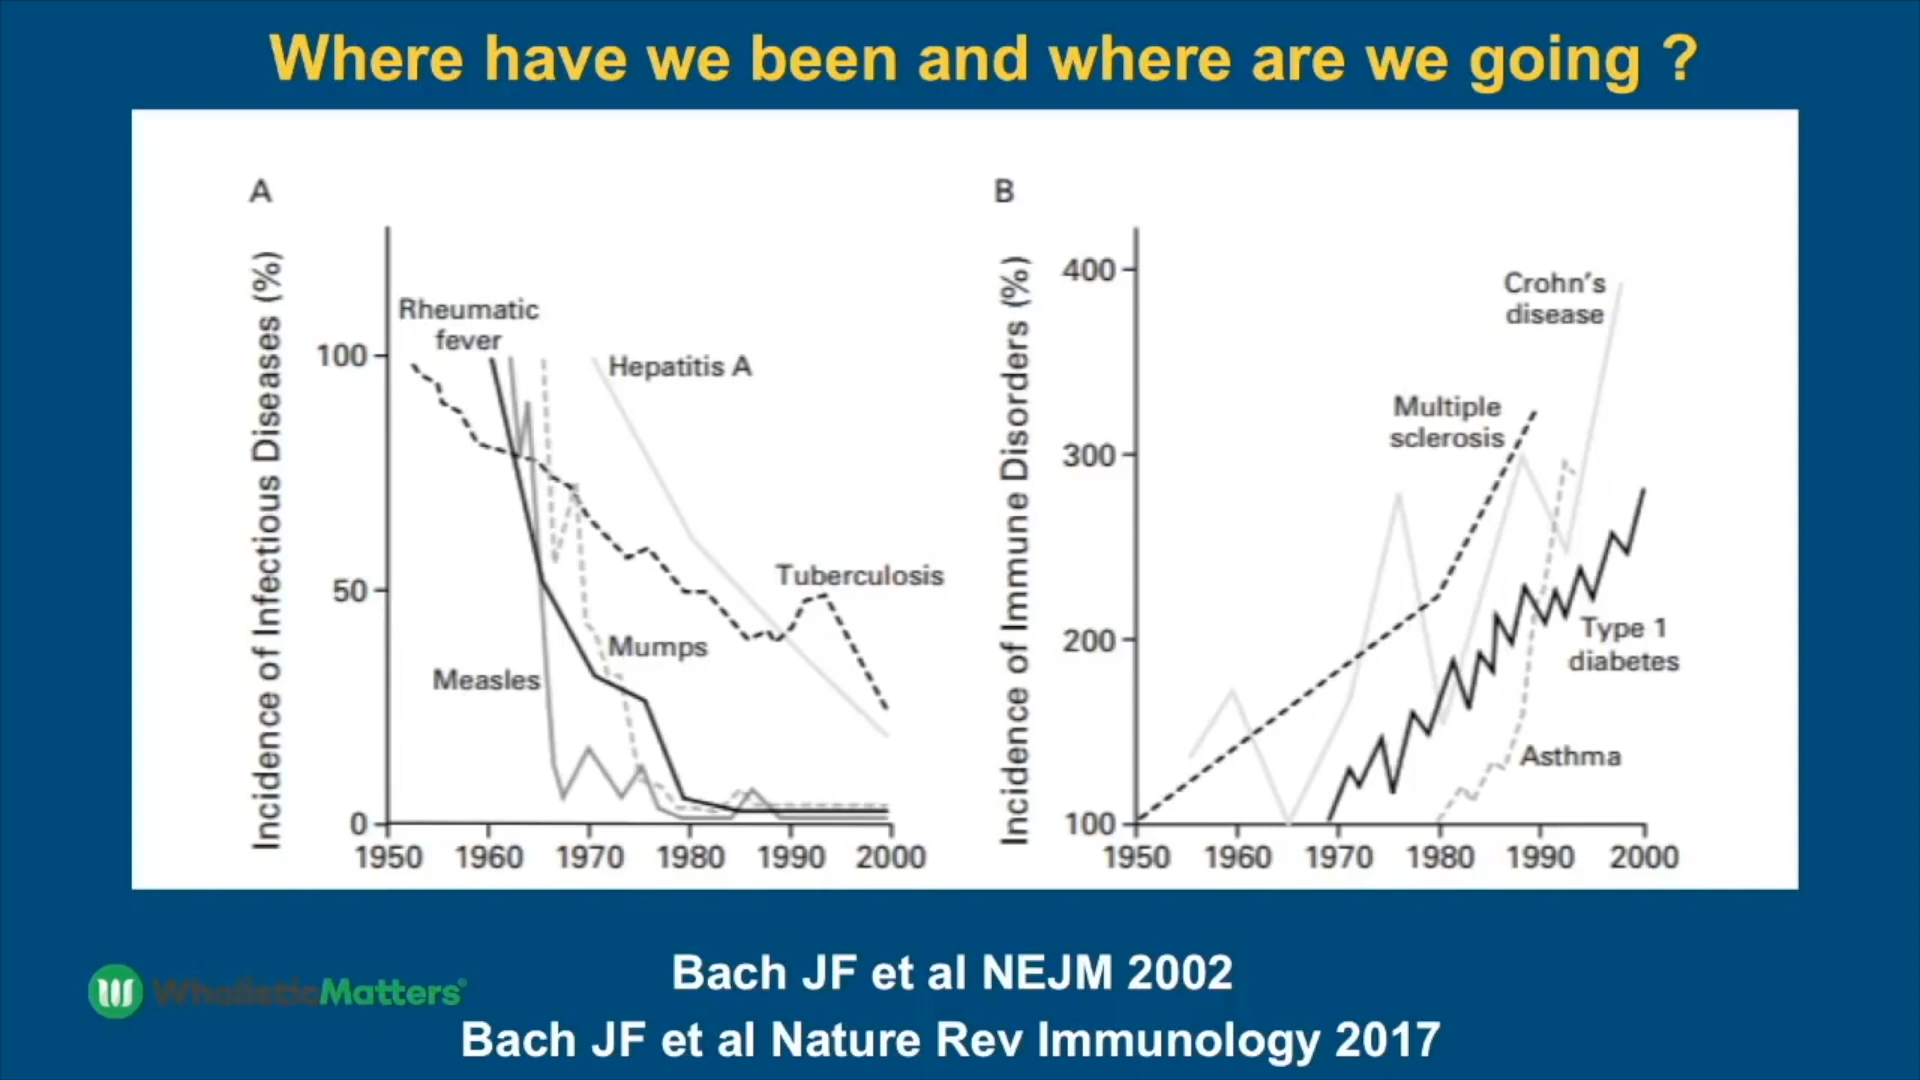 Where have we been and where are we going ?
A
Incidence of Infectious Diseases (%)
100
50
0
1950 1960 1970 1980 1990 2000
Rheumatic
fever
Hepatitis A
Tuberculosis
Mumps
Measles
B
Incidence of Immune Disorders (%)
400
300
200
100
1950 1960 1970 1980 1990 2000
Crohn's
disease
Multiple
sclerosis
Type 1
diabetes
Asthma
Bach JF et al NEJM 2002
WholisticMatters®
Bach JF et al Nature Rev Immunology 2017